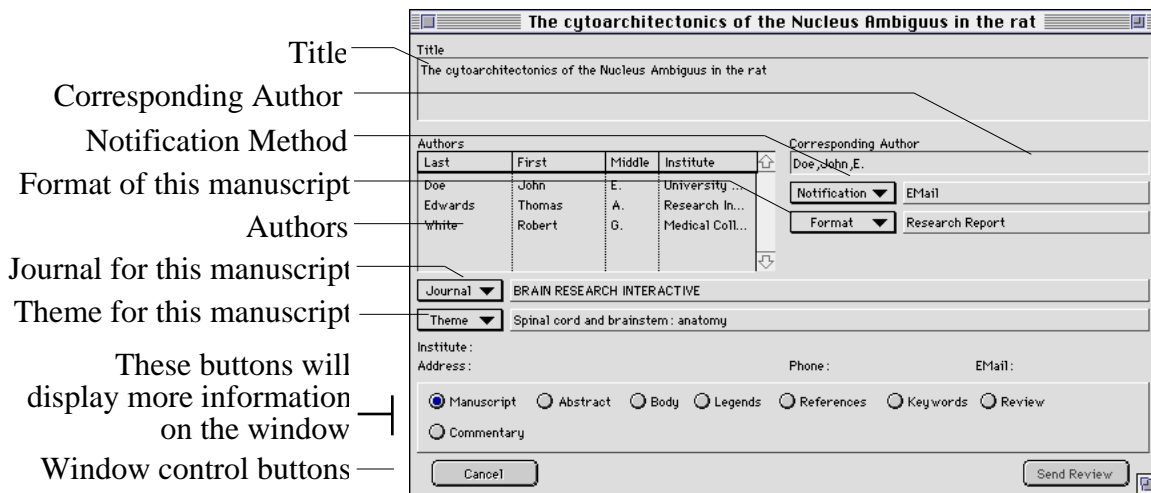 The cytoarchitectonics of the Nucleus Ambiguus in the rat
Title
Title
The cytoarchitectonics of the Nucleus Ambiguus in the rat
Corresponding Author
Notification Method
Authors
Corresponding Author
Last First Middle Institute
Doe,John,E.
Format of this manuscript
Doe John E. University ...
Notification EMail
Edwards Thomas A. Research In...
Authors
White Robert G. Medical Coll...
Format Research Report
Journal for this manuscript
Journal BRAIN RESEARCH INTERACTIVE
Theme for this manuscript
Theme Spinal cord and brainstem: anatomy
Institute:
Address: Phone: EMail:
These buttons will
display more information
on the window
Manuscript Abstract Body Legends References Keywords Review
Commentary
Window control buttons
Cancel Send Review